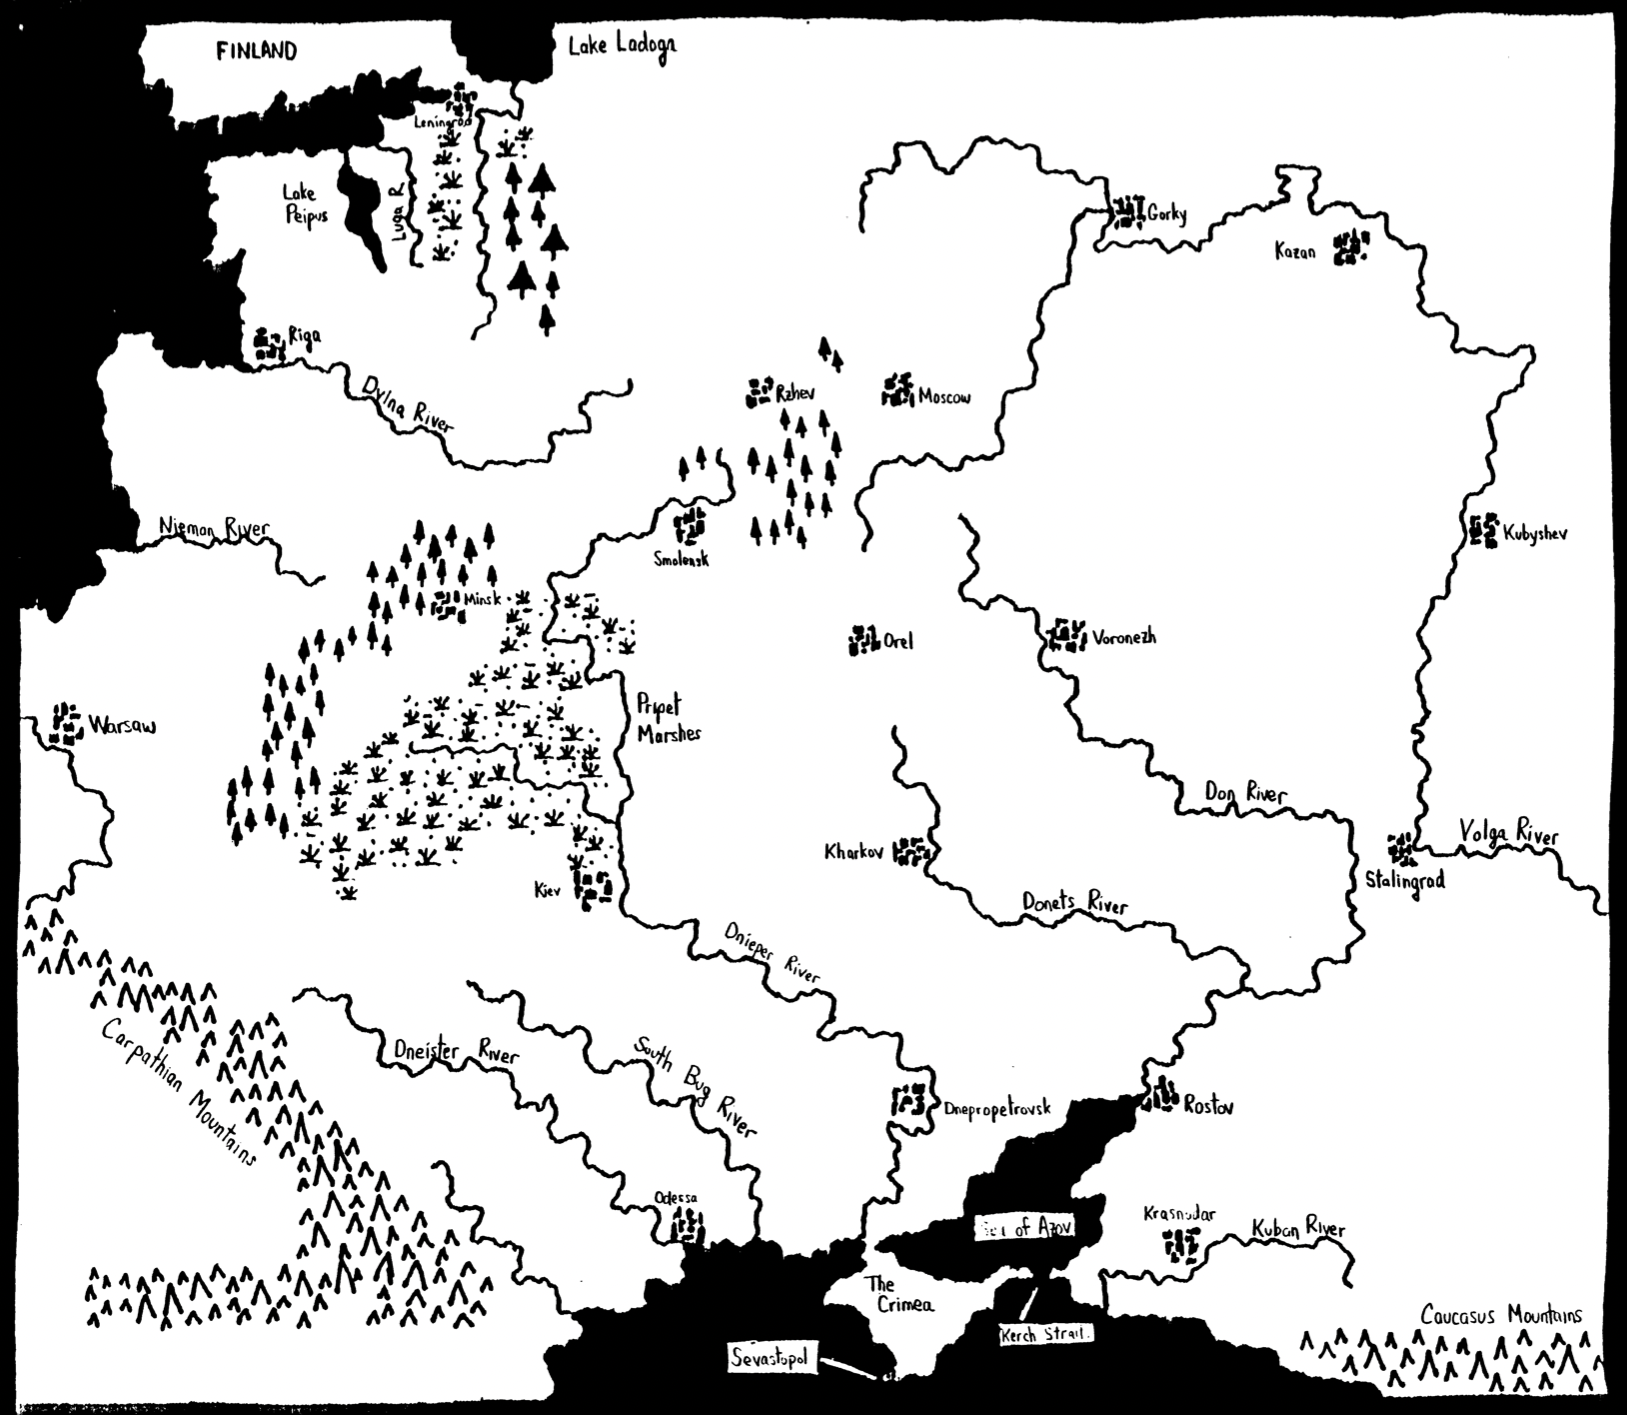 FINLAND
Lake Ladoga
Leningrad
Lake
Peipus
Luga R
Gorky
Kazan
Riga
Dvina River
Rzhev
Moscow
Nieman River
Smolensk
Kubyshev
Minsk
Orel
Voronezh
Warsaw
Pripet
Marshes
Don River
Volga River
Kharkov
Stalingrad
Kiev
Donets River
Dnieper River
Carpathian Mountains
Dneister River
South Bug River
Dnepropetrovsk
Rostov
Odessa
Sea of Azov
Krasnodar
Kuban River
The
Crimea
Kerch Strait.
Caucasus Mountains
Sevastopol